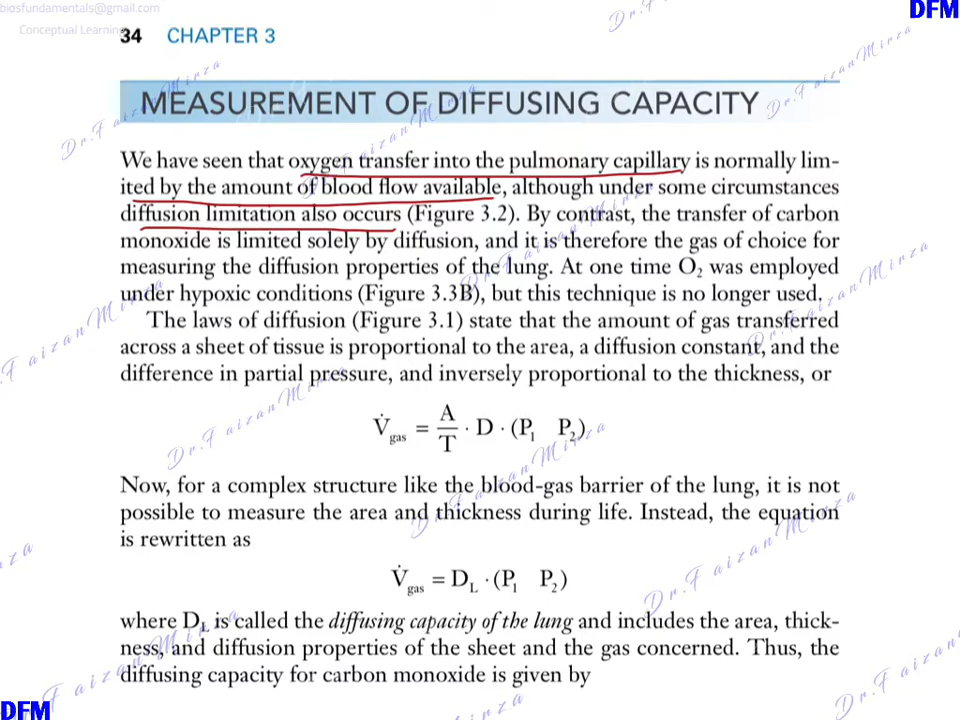 biosfundamentals@gmail.com
DFM
Conceptual Learning
34 CHAPTER 3
MEASUREMENT OF DIFFUSING CAPACITY
We have seen that oxygen transfer into the pulmonary capillary is normally lim-
ited by the amount of blood flow available, although under some circumstances
diffusion limitation also occurs (Figure 3.2). By contrast, the transfer of carbon
monoxide is limited solely by diffusion, and it is therefore the gas of choice for
measuring the diffusion properties of the lung. At one time O₂ was employed
under hypoxic conditions (Figure 3.3B), but this technique is no longer used.
The laws of diffusion (Figure 3.1) state that the amount of gas transferred
across a sheet of tissue is proportional to the area, a diffusion constant, and the
difference in partial pressure, and inversely proportional to the thickness, or
V̇gas = A/T · D · (P₁ P₂)
Now, for a complex structure like the blood-gas barrier of the lung, it is not
possible to measure the area and thickness during life. Instead, the equation
is rewritten as
V̇gas = D_L · (P₁ P₂)
where D_L is called the diffusing capacity of the lung and includes the area, thick-
ness, and diffusion properties of the sheet and the gas concerned. Thus, the
diffusing capacity for carbon monoxide is given by
DFM
Dr.Faizan Mirza